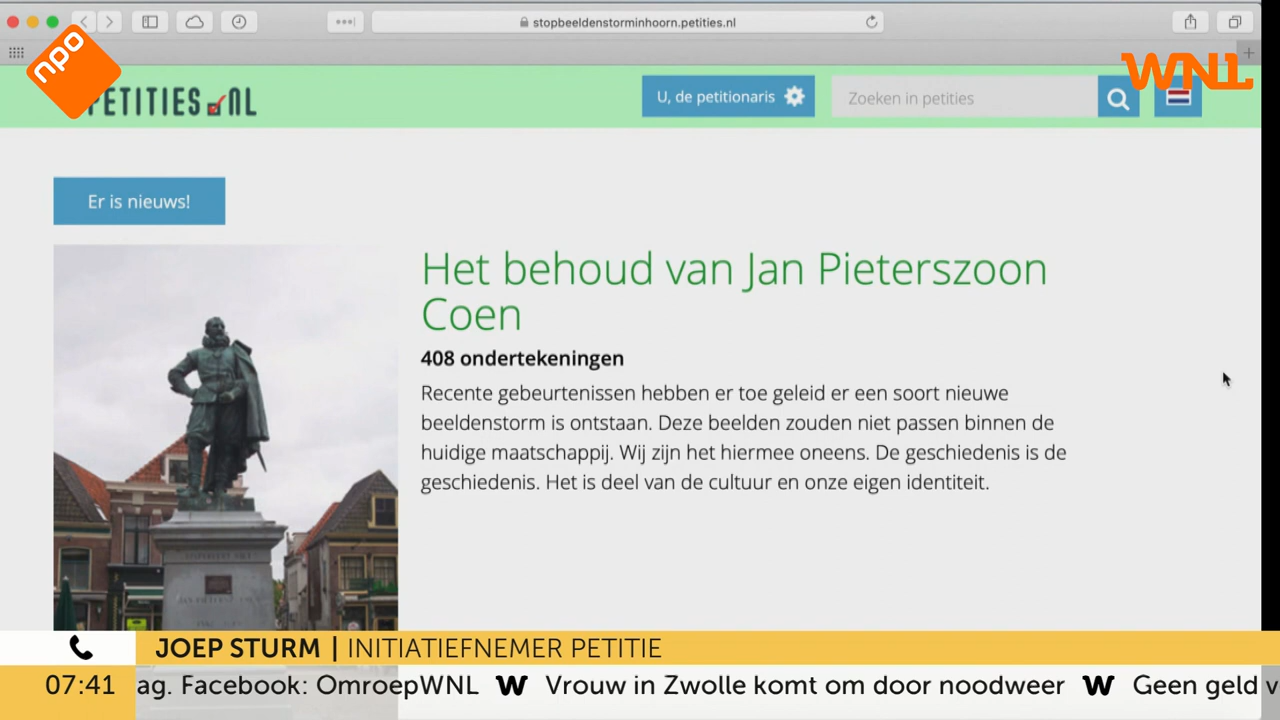 stopbeeldenstorminhoorn.petities.nl
npo
WNL
PETITIES NL
U, de petitionaris
Zoeken in petities
Er is nieuws!
Het behoud van Jan Pieterszoon
Coen
408 ondertekeningen
Recente gebeurtenissen hebben er toe geleid er een soort nieuwe
beeldenstorm is ontstaan. Deze beelden zouden niet passen binnen de
huidige maatschappij. Wij zijn het hiermee oneens. De geschiedenis is de
geschiedenis. Het is deel van de cultuur en onze eigen identiteit.
JOEP STURM | INITIATIEFNEMER PETITIE
07:41 ag. Facebook: OmroepWNL W Vrouw in Zwolle komt om door noodweer W Geen geld v